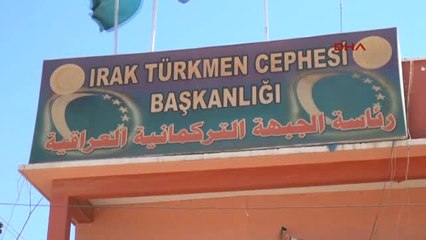 DHA
IRAK TÜRKMEN CEPHESİ
BAŞKANLIĞI
رئاسة الجبهة التركمانية العراقية